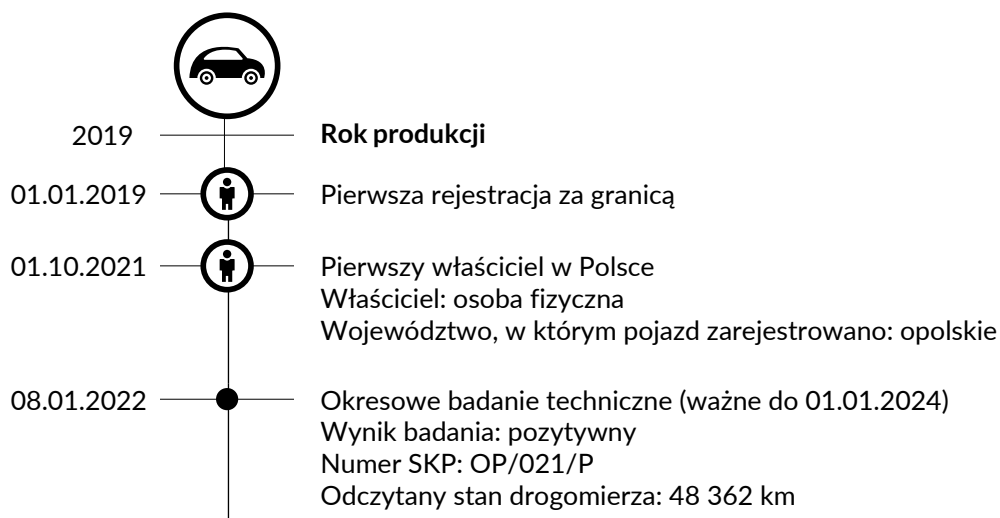 2019 Rok produkcji
01.01.2019 Pierwsza rejestracja za granicą
01.10.2021 Pierwszy właściciel w Polsce
Właściciel: osoba fizyczna
Województwo, w którym pojazd zarejestrowano: opolskie
08.01.2022 Okresowe badanie techniczne (ważne do 01.01.2024)
Wynik badania: pozytywny
Numer SKP: OP/021/P
Odczytany stan drogomierza: 48 362 km